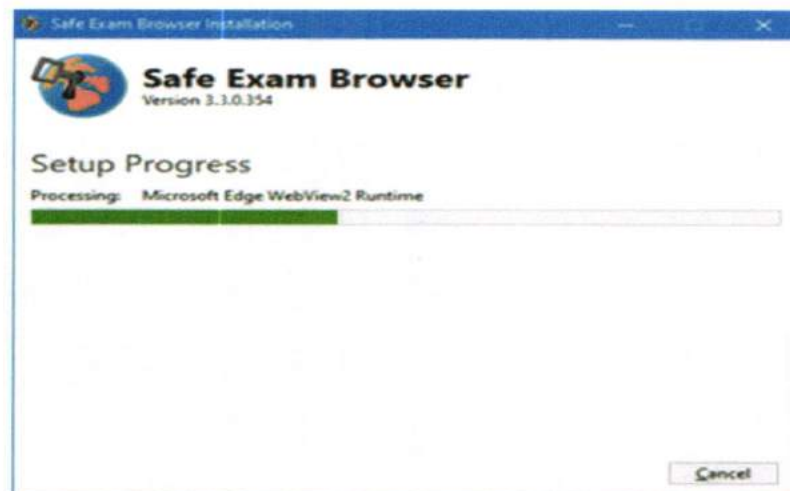 Safe Exam Browser Installation
Safe Exam Browser
Version 3.3.0.354
Setup Progress
Processing: Microsoft Edge WebView2 Runtime
Cancel